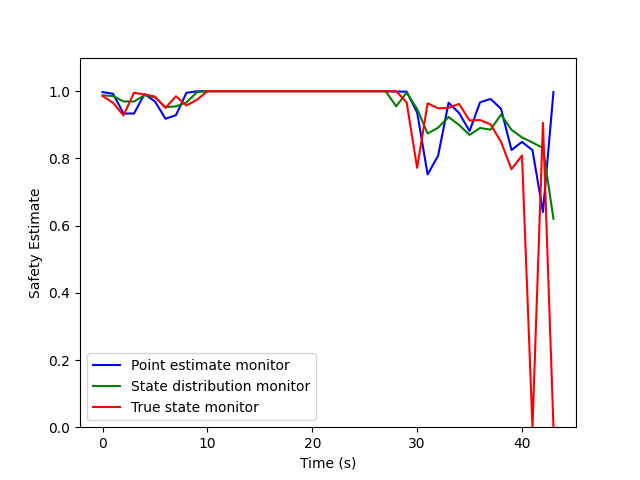 1.0
0.8
0.6
0.4
0.2
0.0
Safety Estimate
Point estimate monitor
State distribution monitor
True state monitor
0 10 20 30 40
Time (s)